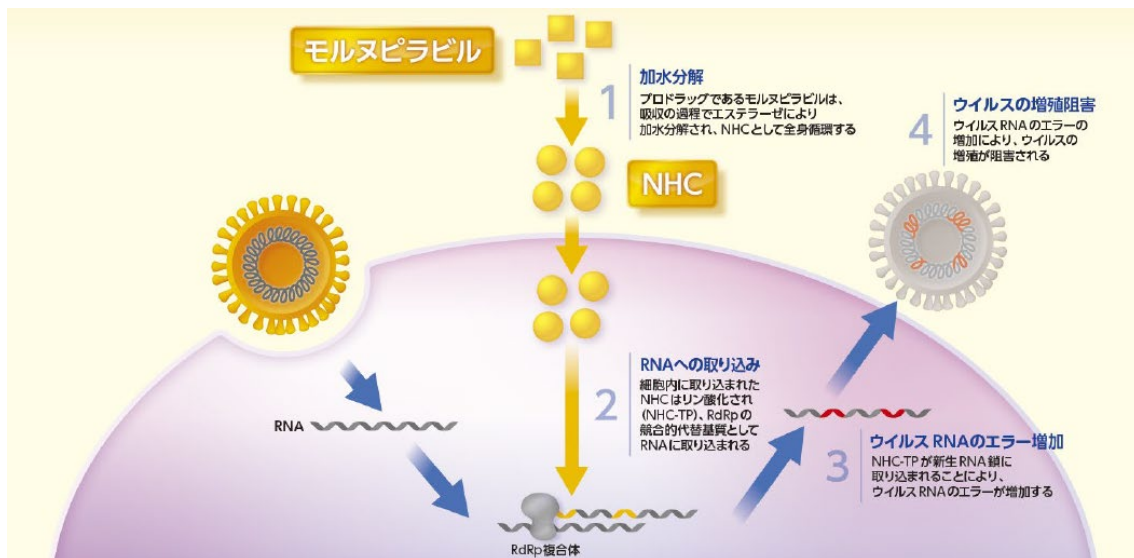 モルヌピラビル
1
加水分解
プロドラッグであるモルヌピラビルは、
吸収の過程でエステラーゼにより
加水分解され、NHCとして全身循環する
NHC
4
ウイルスの増殖阻害
ウイルスRNAのエラーの
増加により、ウイルスの
増殖が阻害される
2
RNAへの取り込み
細胞内に取り込まれた
NHCはリン酸化され
(NHC-TP)、RdRpの
競合的代替基質として
RNAに取り込まれる
RNA
3
ウイルスRNAのエラー増加
NHC-TPが新生RNA鎖に
取り込まれることにより、
ウイルスRNAのエラーが増加する
RdRp複合体